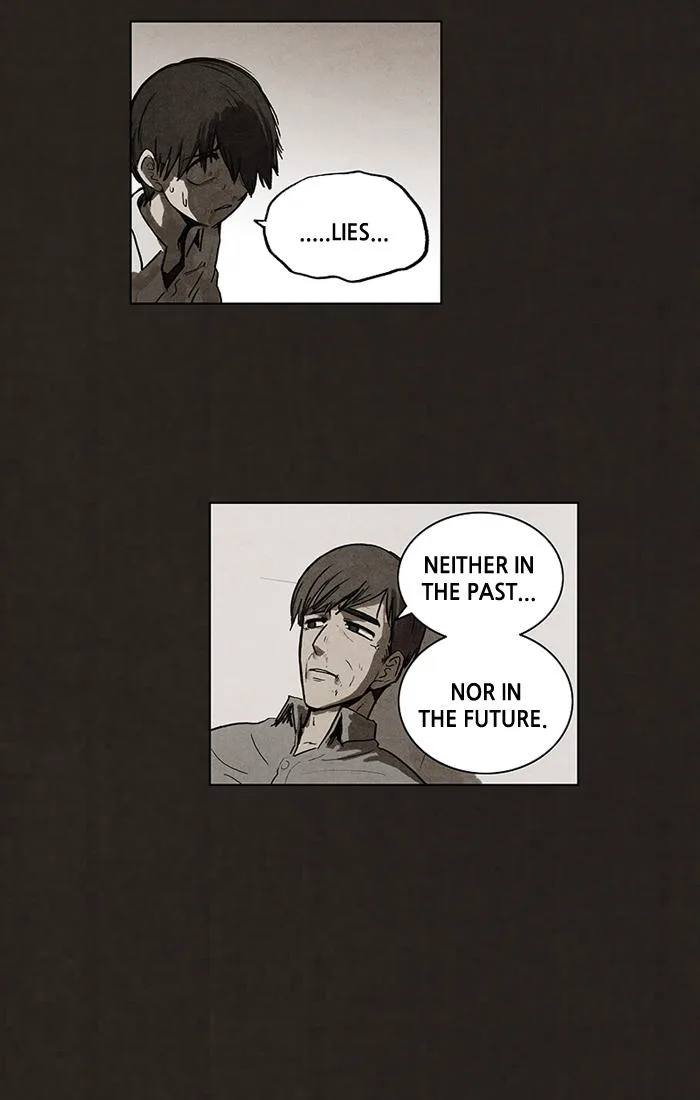 .....LIES...
NEITHER IN
THE PAST...
NOR IN
THE FUTURE.